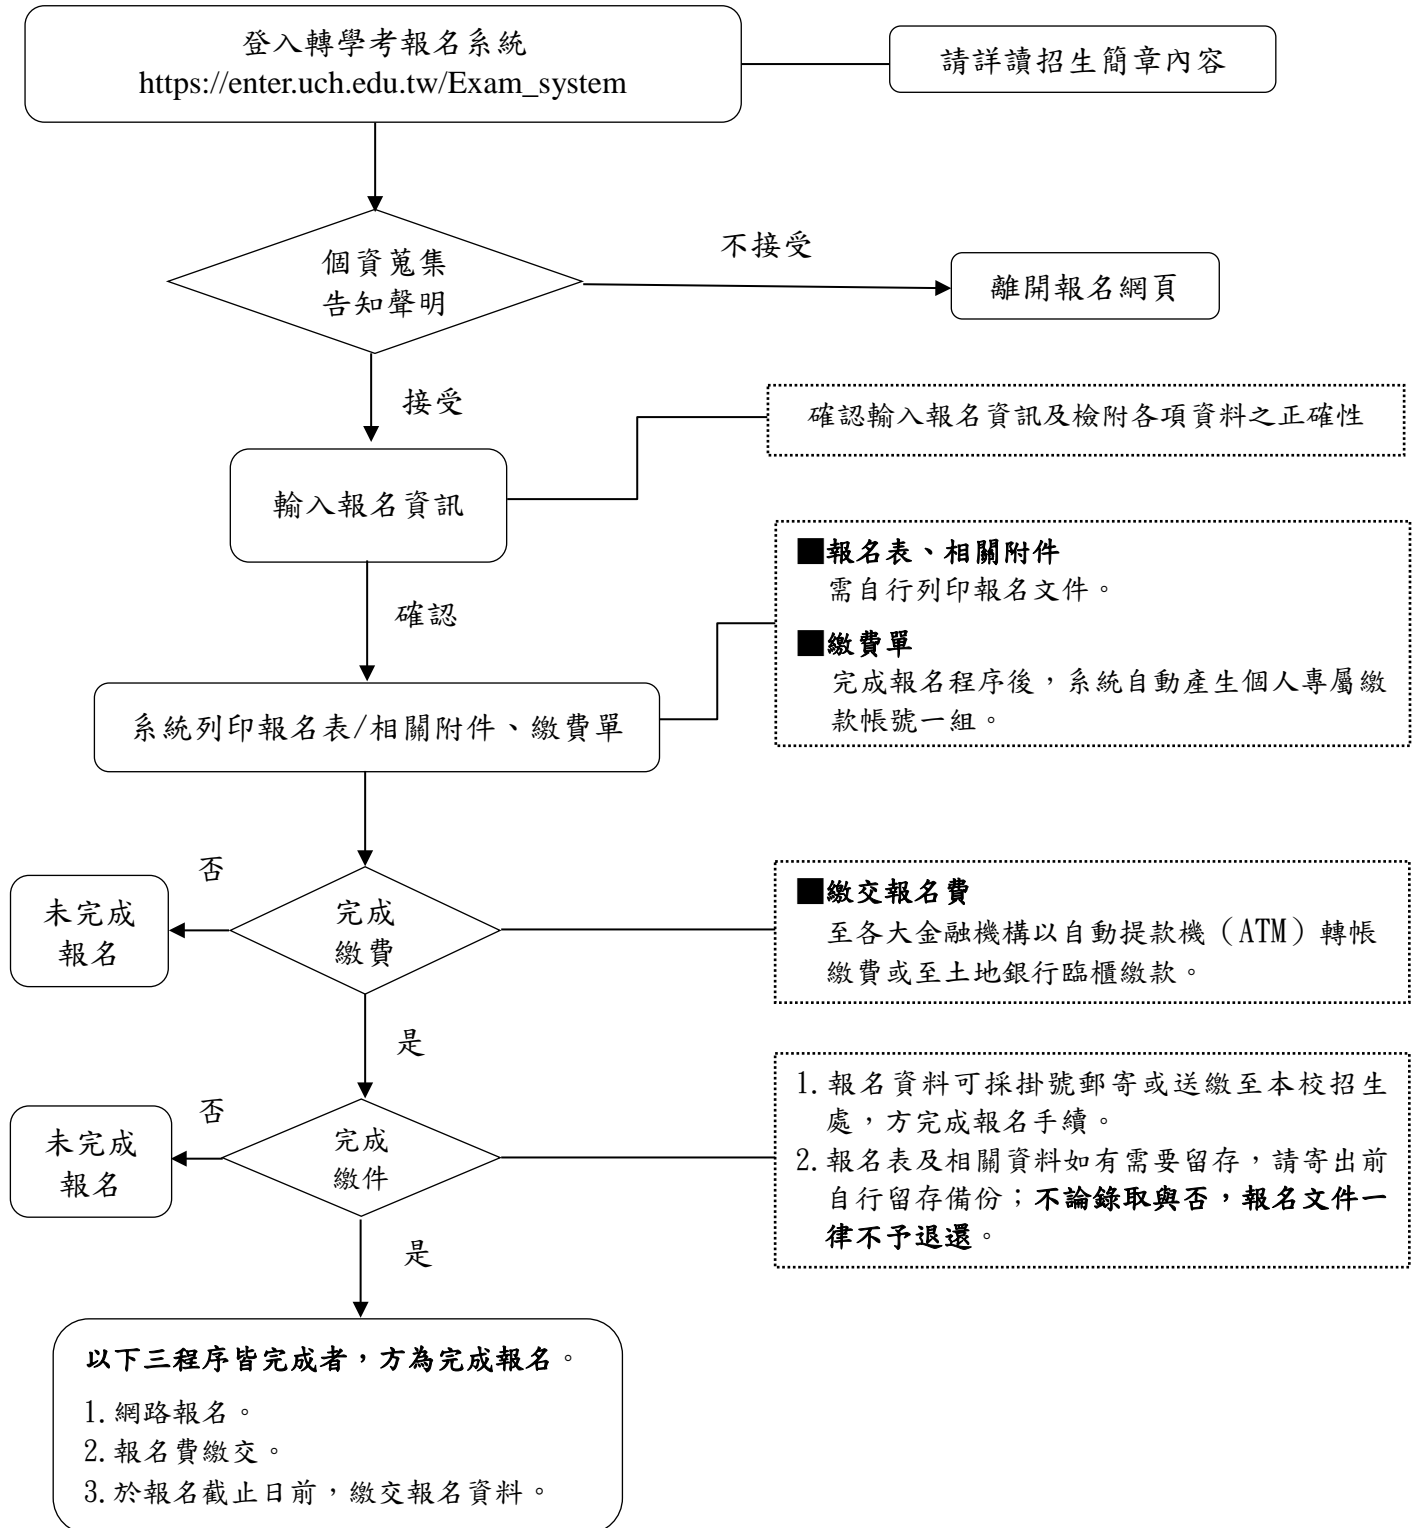 登入轉學考報名系統
https://enter.uch.edu.tw/Exam_system
請詳讀招生簡章內容
個資蒐集
告知聲明
不接受
離開報名網頁
接受
確認輸入報名資訊及檢附各項資料之正確性
輸入報名資訊
■報名表、相關附件
需自行列印報名文件。
確認
■繳費單
完成報名程序後，系統自動產生個人專屬繳
款帳號一組。
系統列印報名表/相關附件、繳費單
否
未完成
報名
完成
繳費
■繳交報名費
至各大金融機構以自動提款機（ATM）轉帳
繳費或至土地銀行臨櫃繳款。
是
否
未完成
報名
完成
繳件
1.報名資料可採掛號郵寄或送繳至本校招生
處，方完成報名手續。
2.報名表及相關資料如有需要留存，請寄出前
自行留存備份；不論錄取與否，報名文件一
律不予退還。
是
以下三程序皆完成者，方為完成報名。
1.網路報名。
2.報名費繳交。
3.於報名截止日前，繳交報名資料。